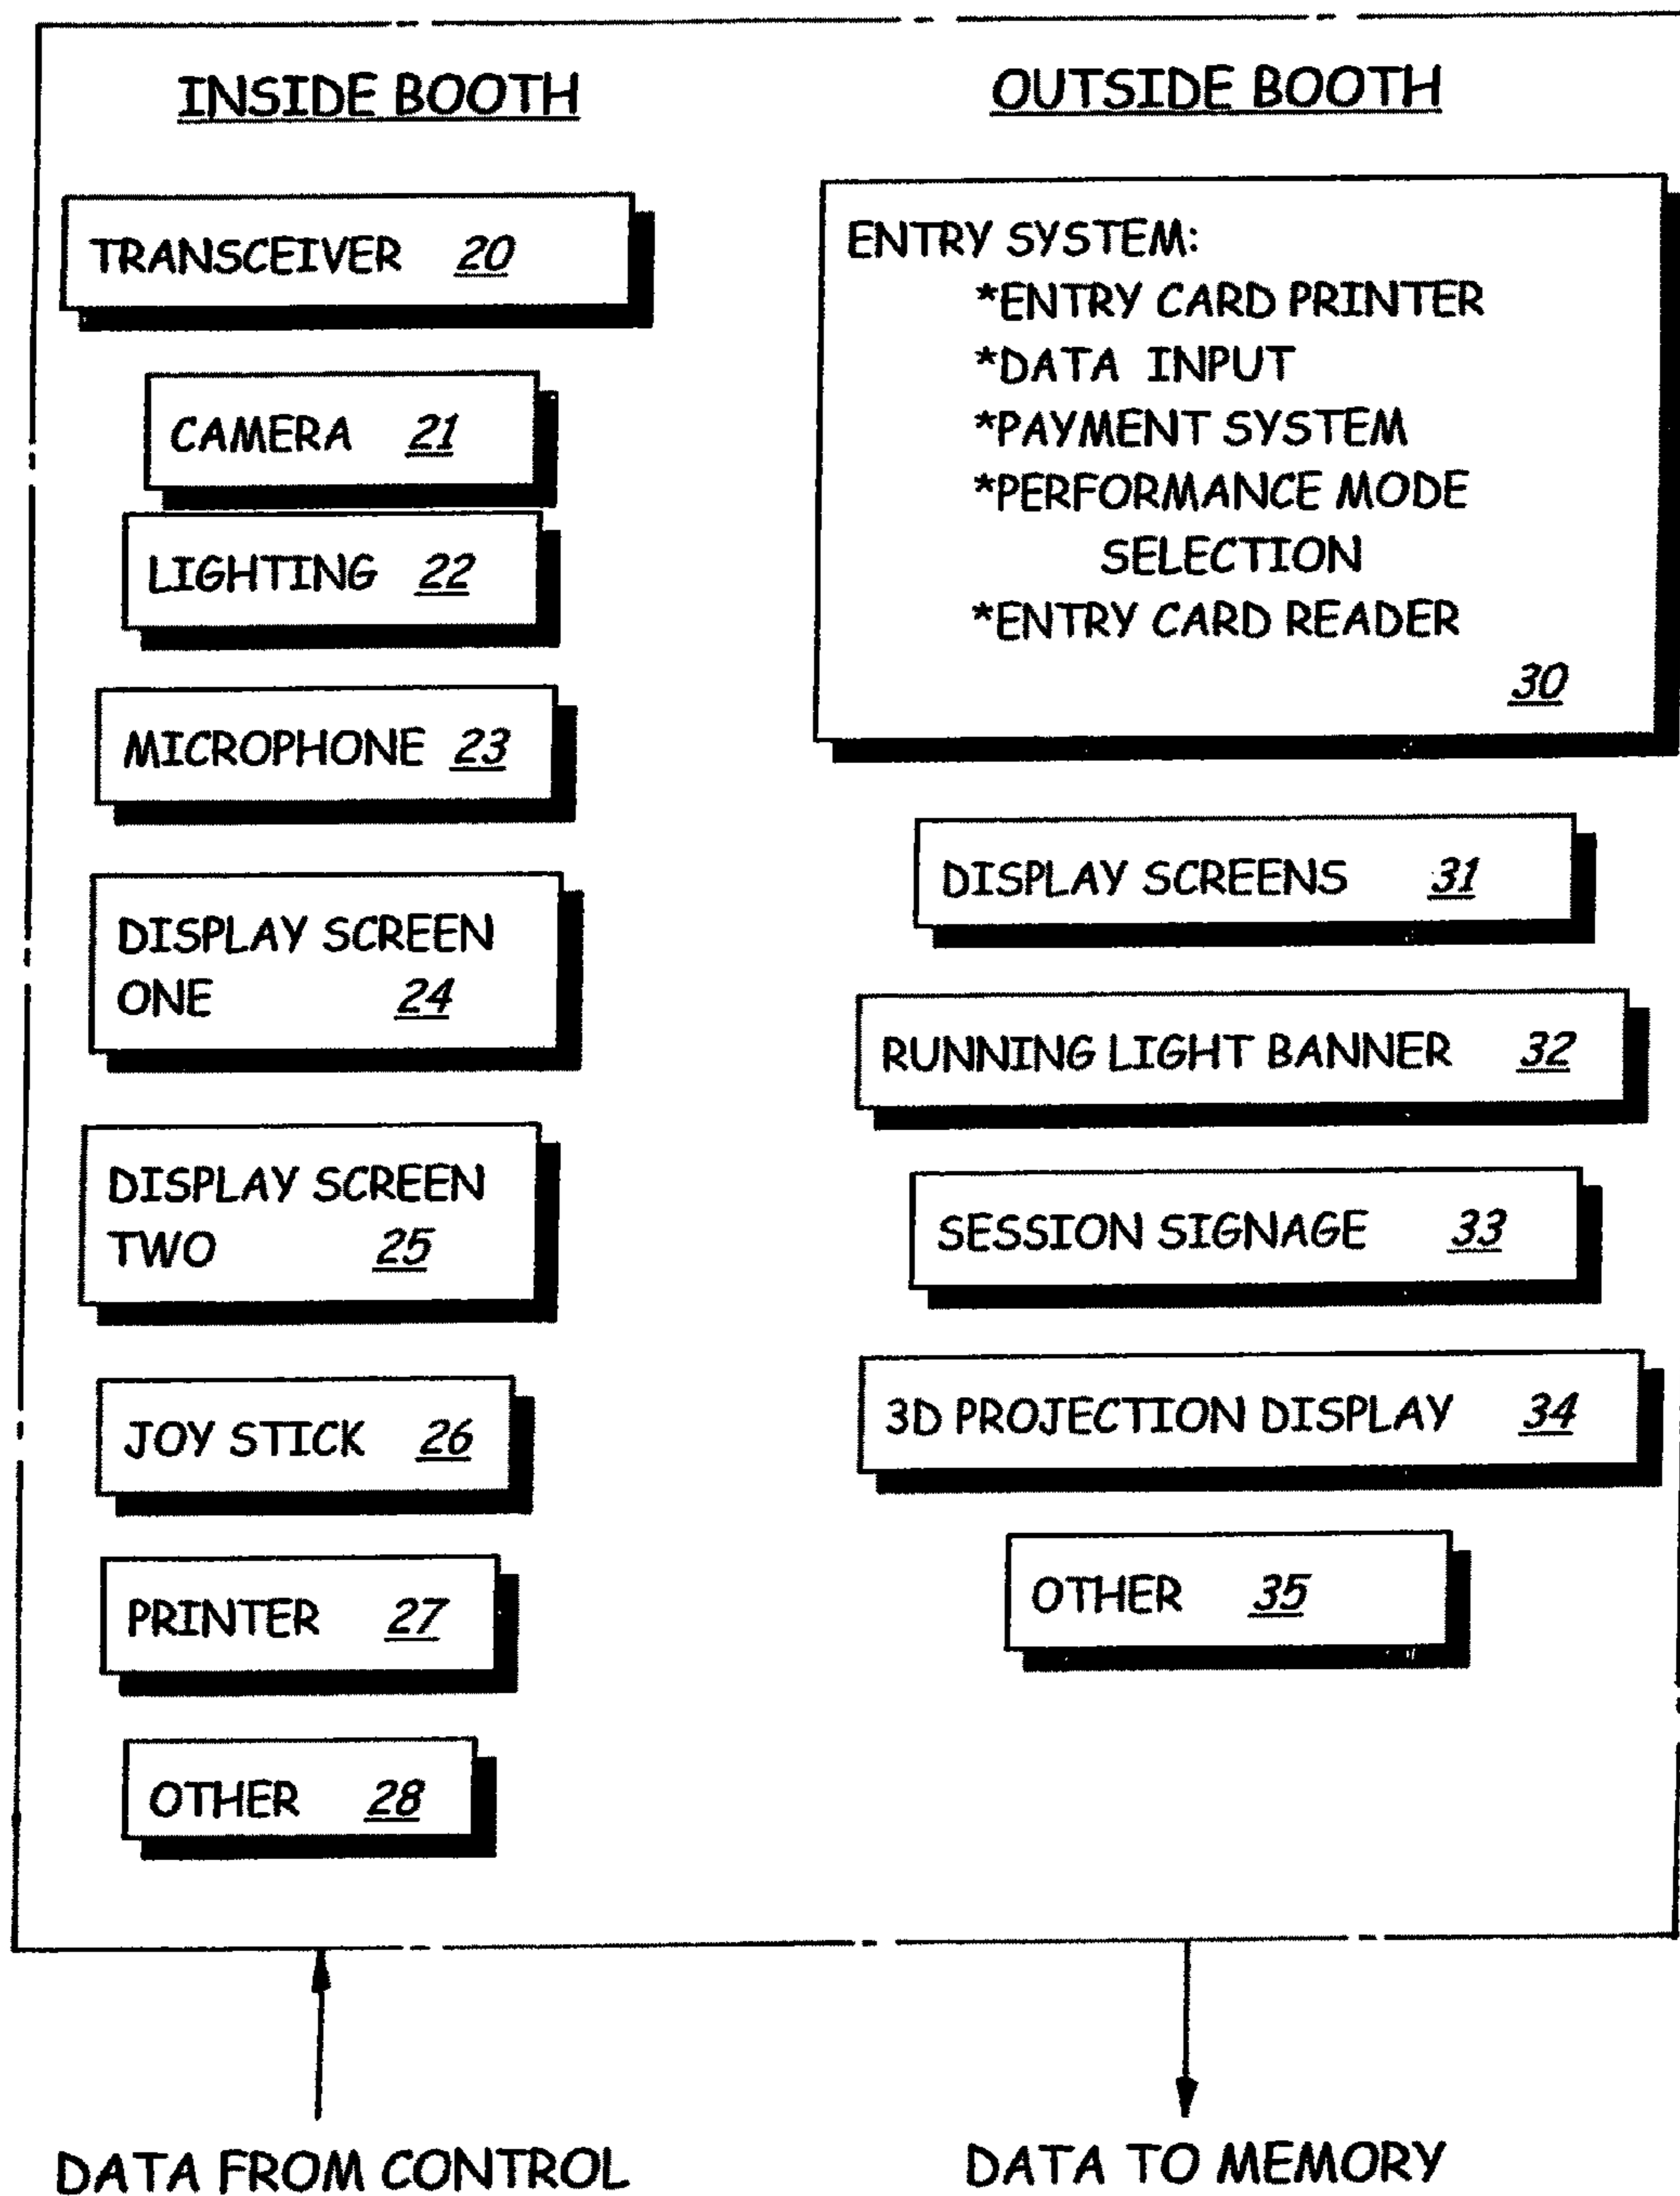 INSIDE BOOTH
TRANSCEIVER 20
CAMERA 21
LIGHTING 22
MICROPHONE 23
DISPLAY SCREEN
ONE 24
DISPLAY SCREEN
TWO 25
JOY STICK 26
PRINTER 27
OTHER 28
OUTSIDE BOOTH
ENTRY SYSTEM:
*ENTRY CARD PRINTER
*DATA INPUT
*PAYMENT SYSTEM
*PERFORMANCE MODE
SELECTION
*ENTRY CARD READER
30
DISPLAY SCREENS 31
RUNNING LIGHT BANNER 32
SESSION SIGNAGE 33
3D PROJECTION DISPLAY 34
OTHER 35
DATA FROM CONTROL
DATA TO MEMORY